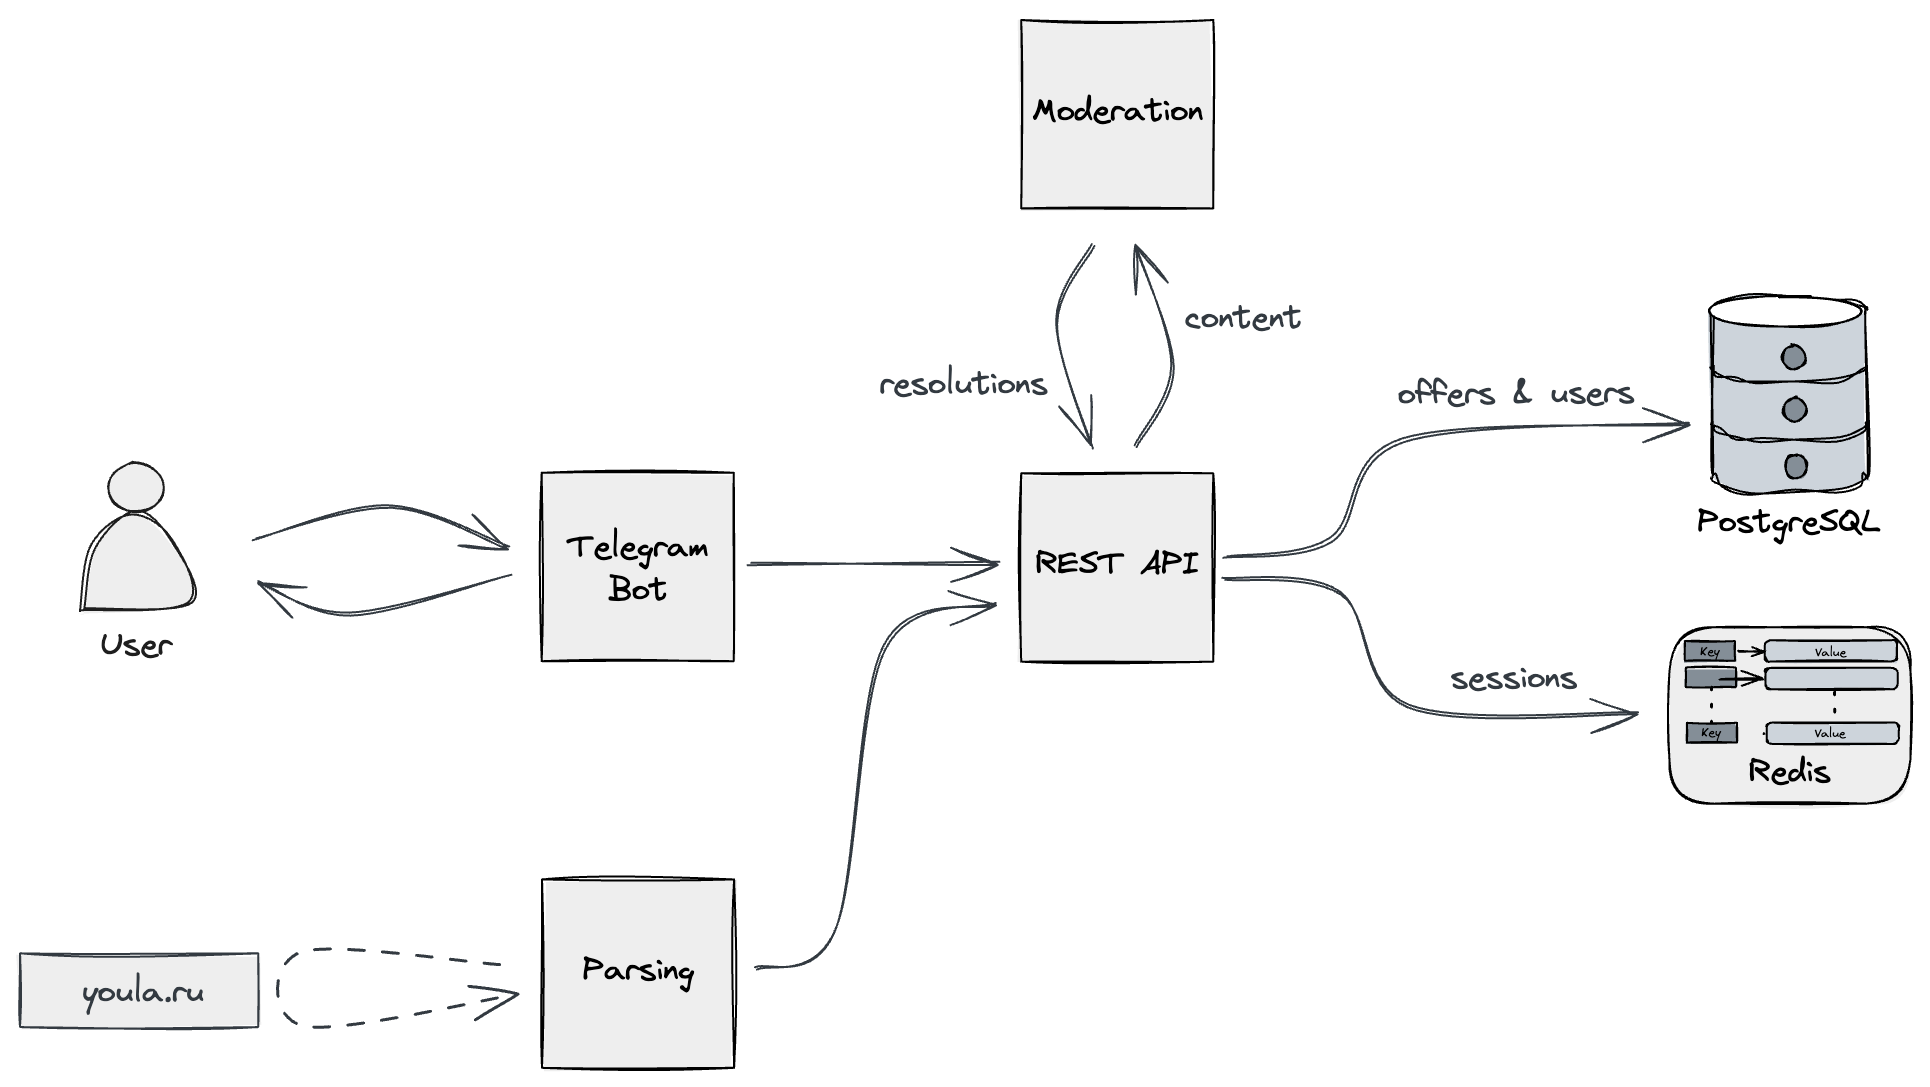 Moderation
content
resolutions
offers & users
PostgreSQL
Telegram
Bot
REST API
User
sessions
Key
Value
Key
Value
Redis
Parsing
youla.ru